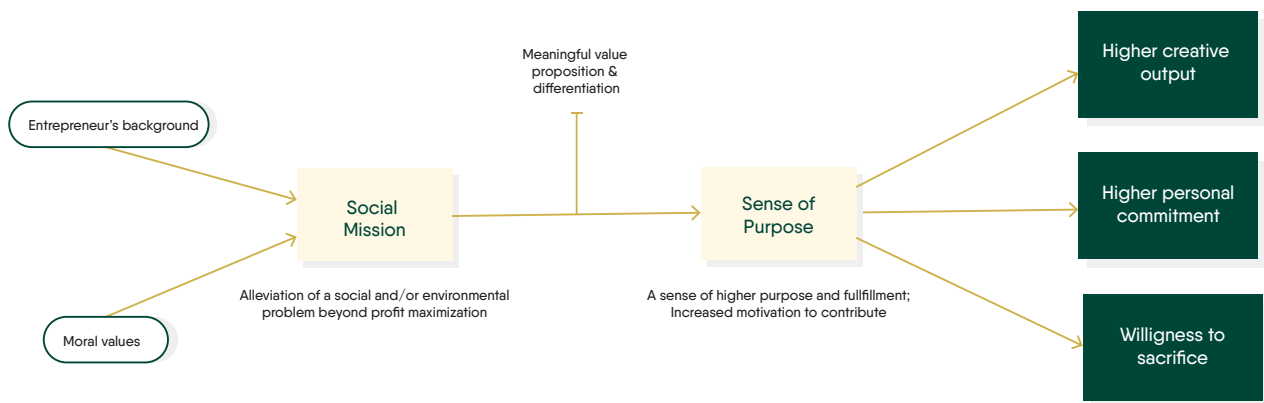 Entrepreneur's background
Moral values
Social
Mission
Alleviation of a social and/or environmental
problem beyond profit maximization
Meaningful value
proposition &
differentiation
Sense of
Purpose
A sense of higher purpose and fullfillment;
Increased motivation to contribute
Higher creative
output
Higher personal
commitment
Willigness to
sacrifice